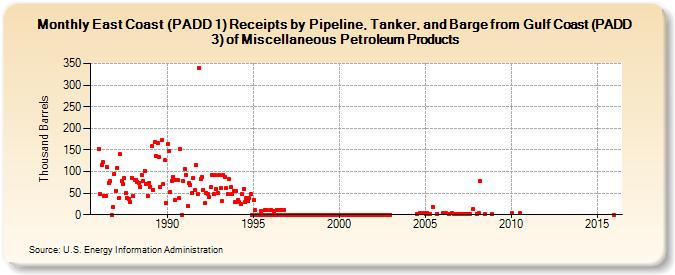 Monthly East Coast (PADD 1) Receipts by Pipeline, Tanker, and Barge from Gulf Coast (PADD
3) of Miscellaneous Petroleum Products
Thousand Barrels
350
300
250
200
150
100
50
0
1990 1995 2000 2005 2010 2015
Source: U.S. Energy Information Administration